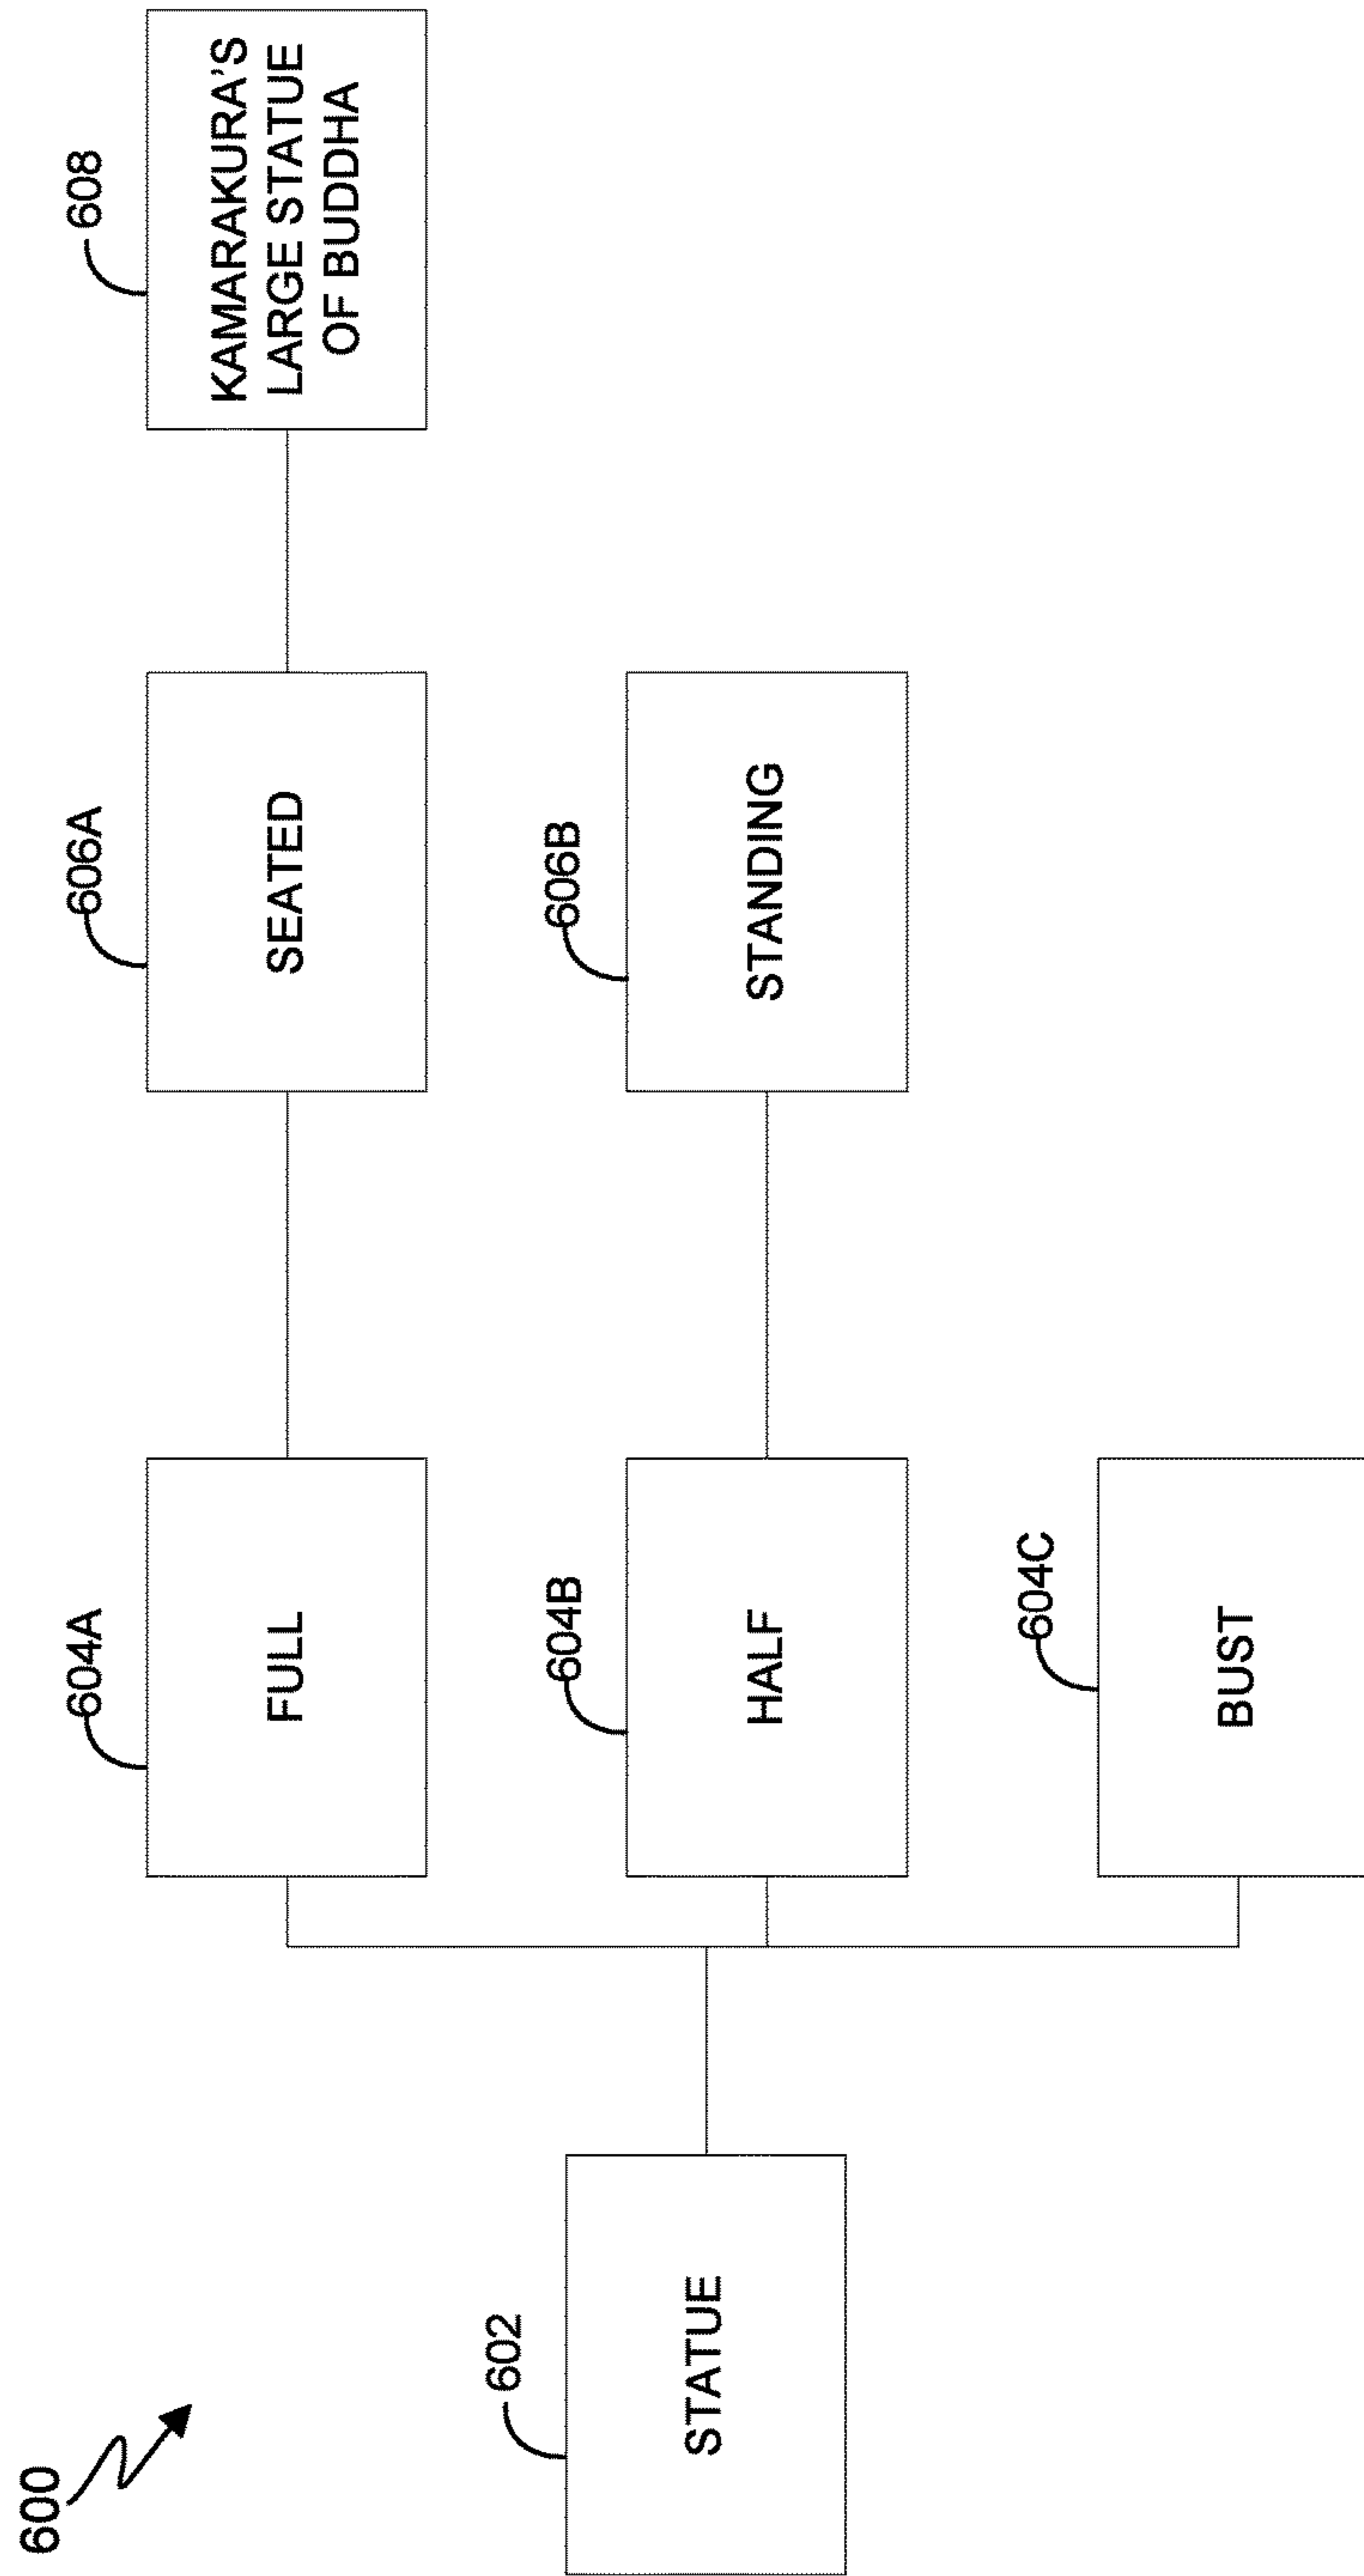 600
602
STATUE
604A
FULL
604B
HALF
604C
BUST
606A
SEATED
606B
STANDING
608
KAMARAKURA'S
LARGE STATUE
OF BUDDHA